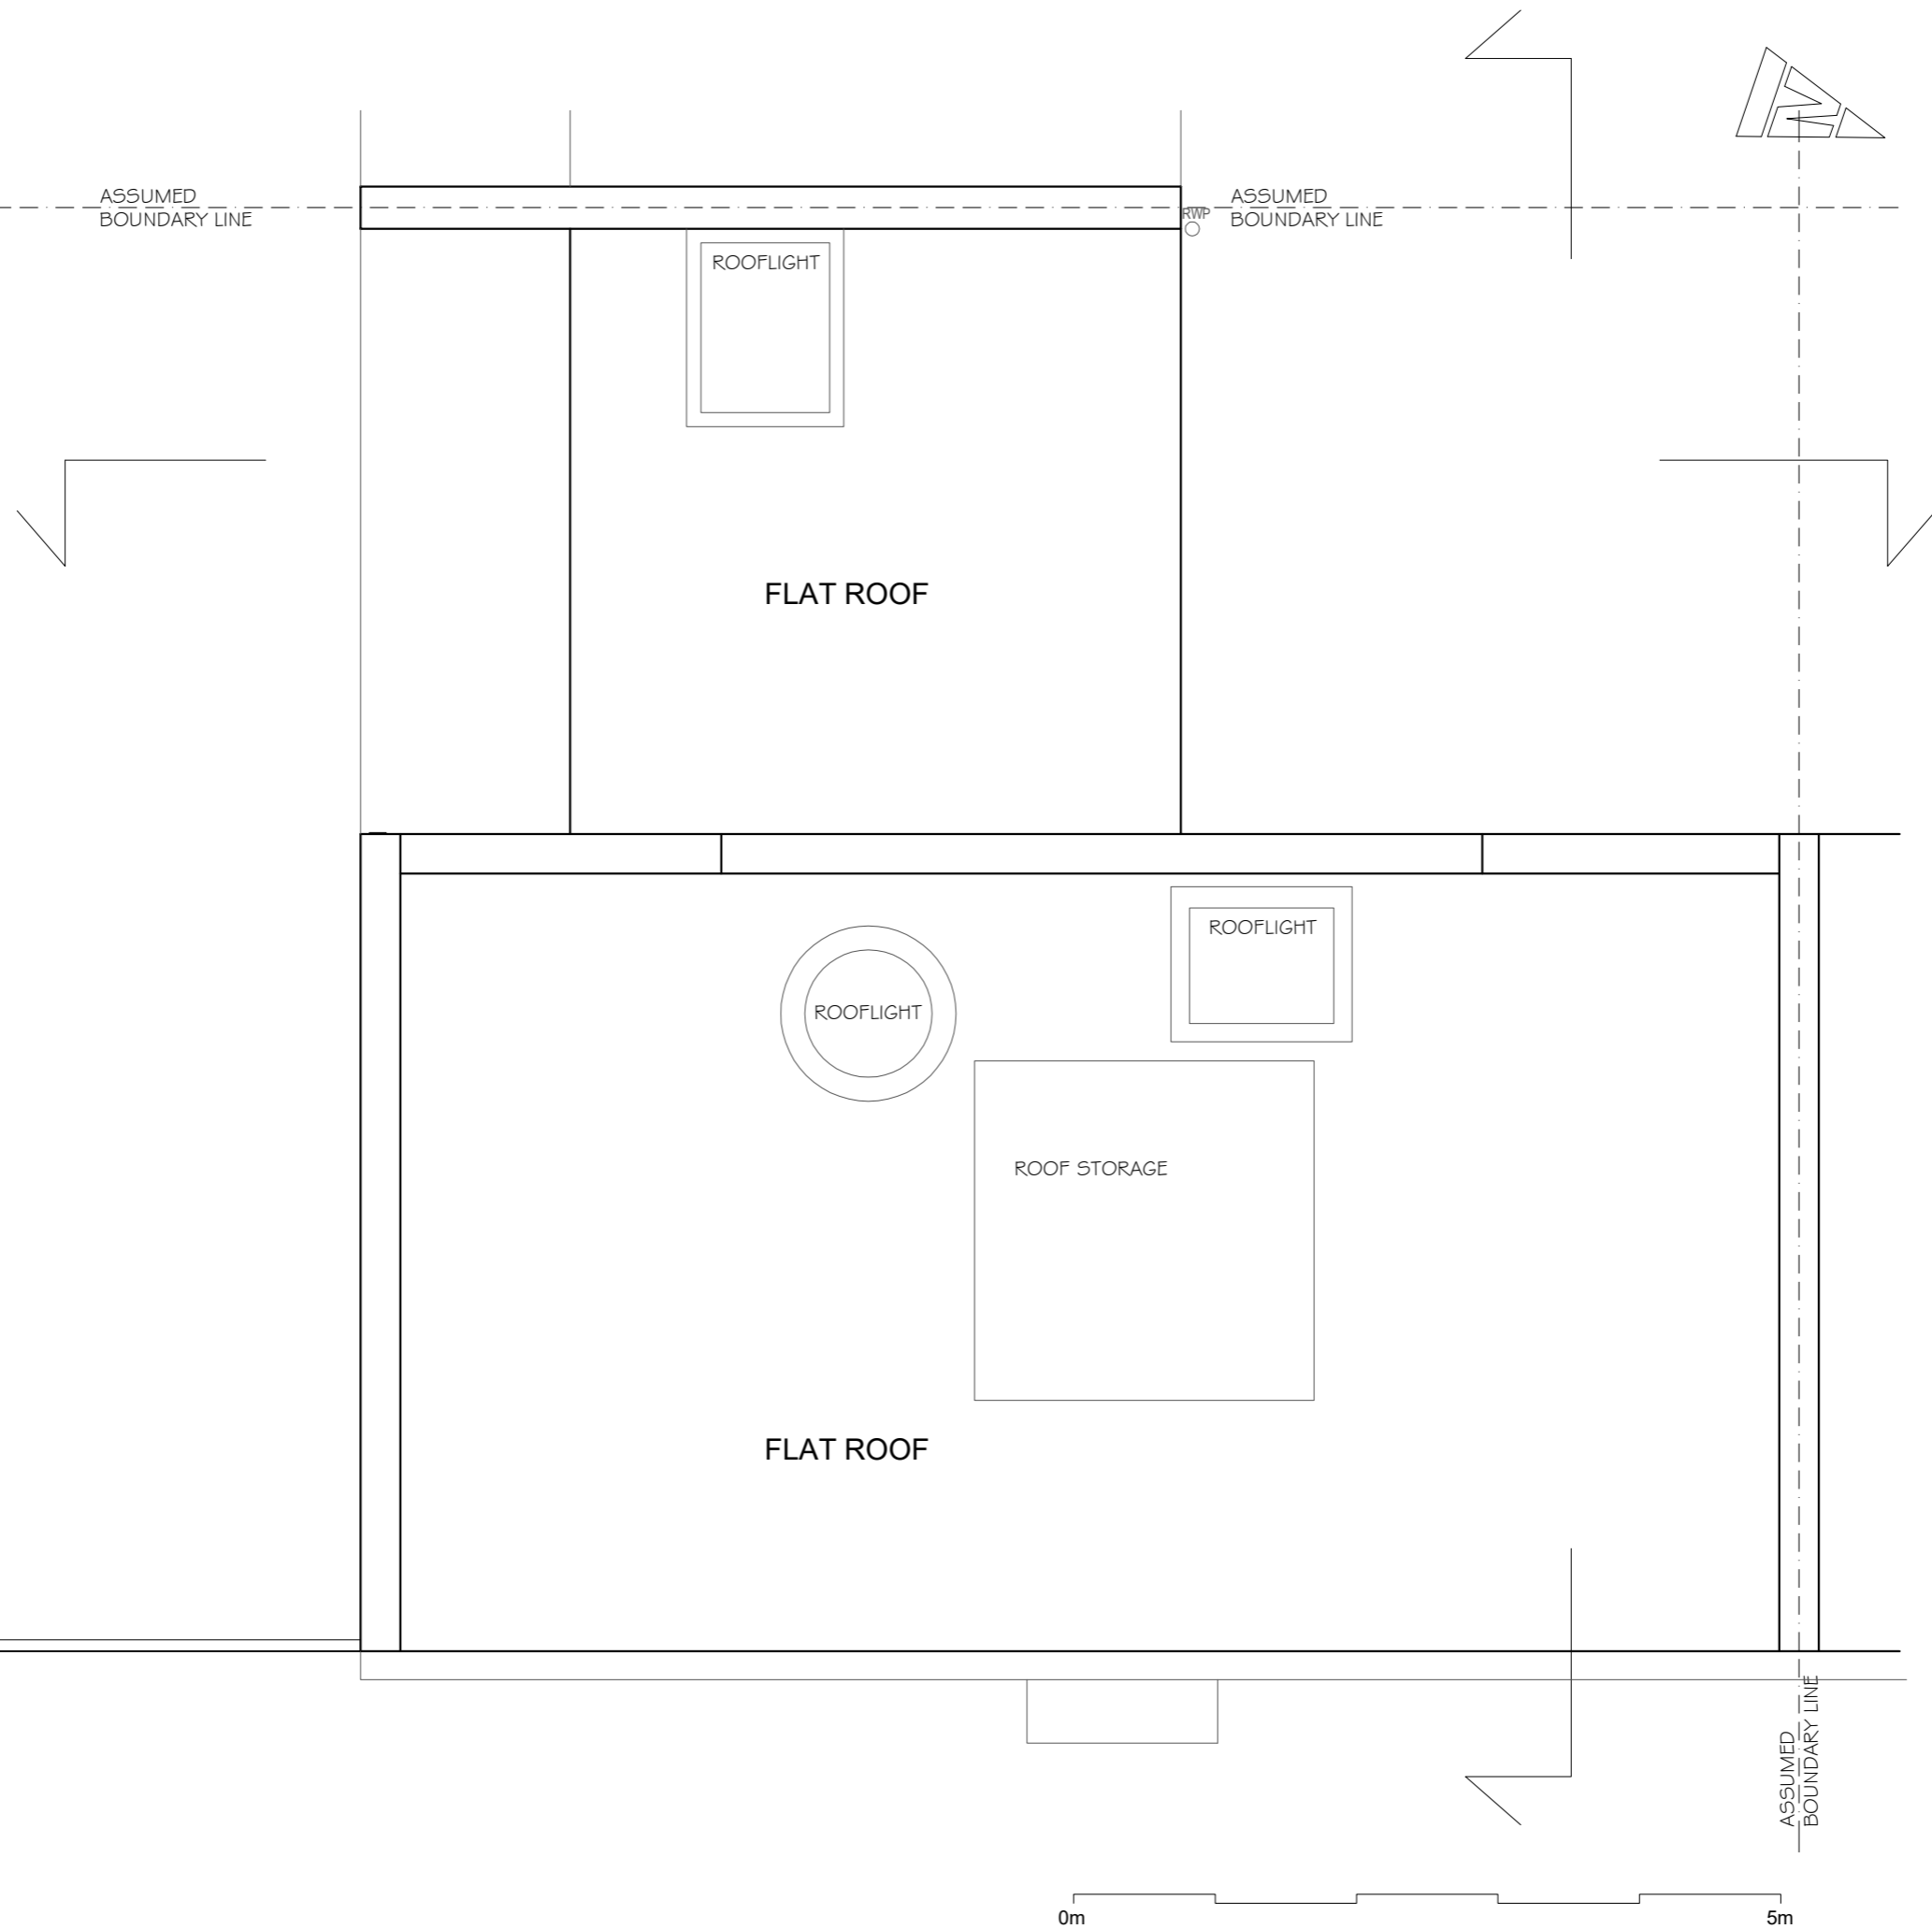 ASSUMED
BOUNDARY LINE
RWP
ASSUMED
BOUNDARY LINE
ROOFLIGHT
FLAT ROOF
ROOFLIGHT
ROOFLIGHT
ROOF STORAGE
FLAT ROOF
ASSUMED
BOUNDARY LINE
0m
5m